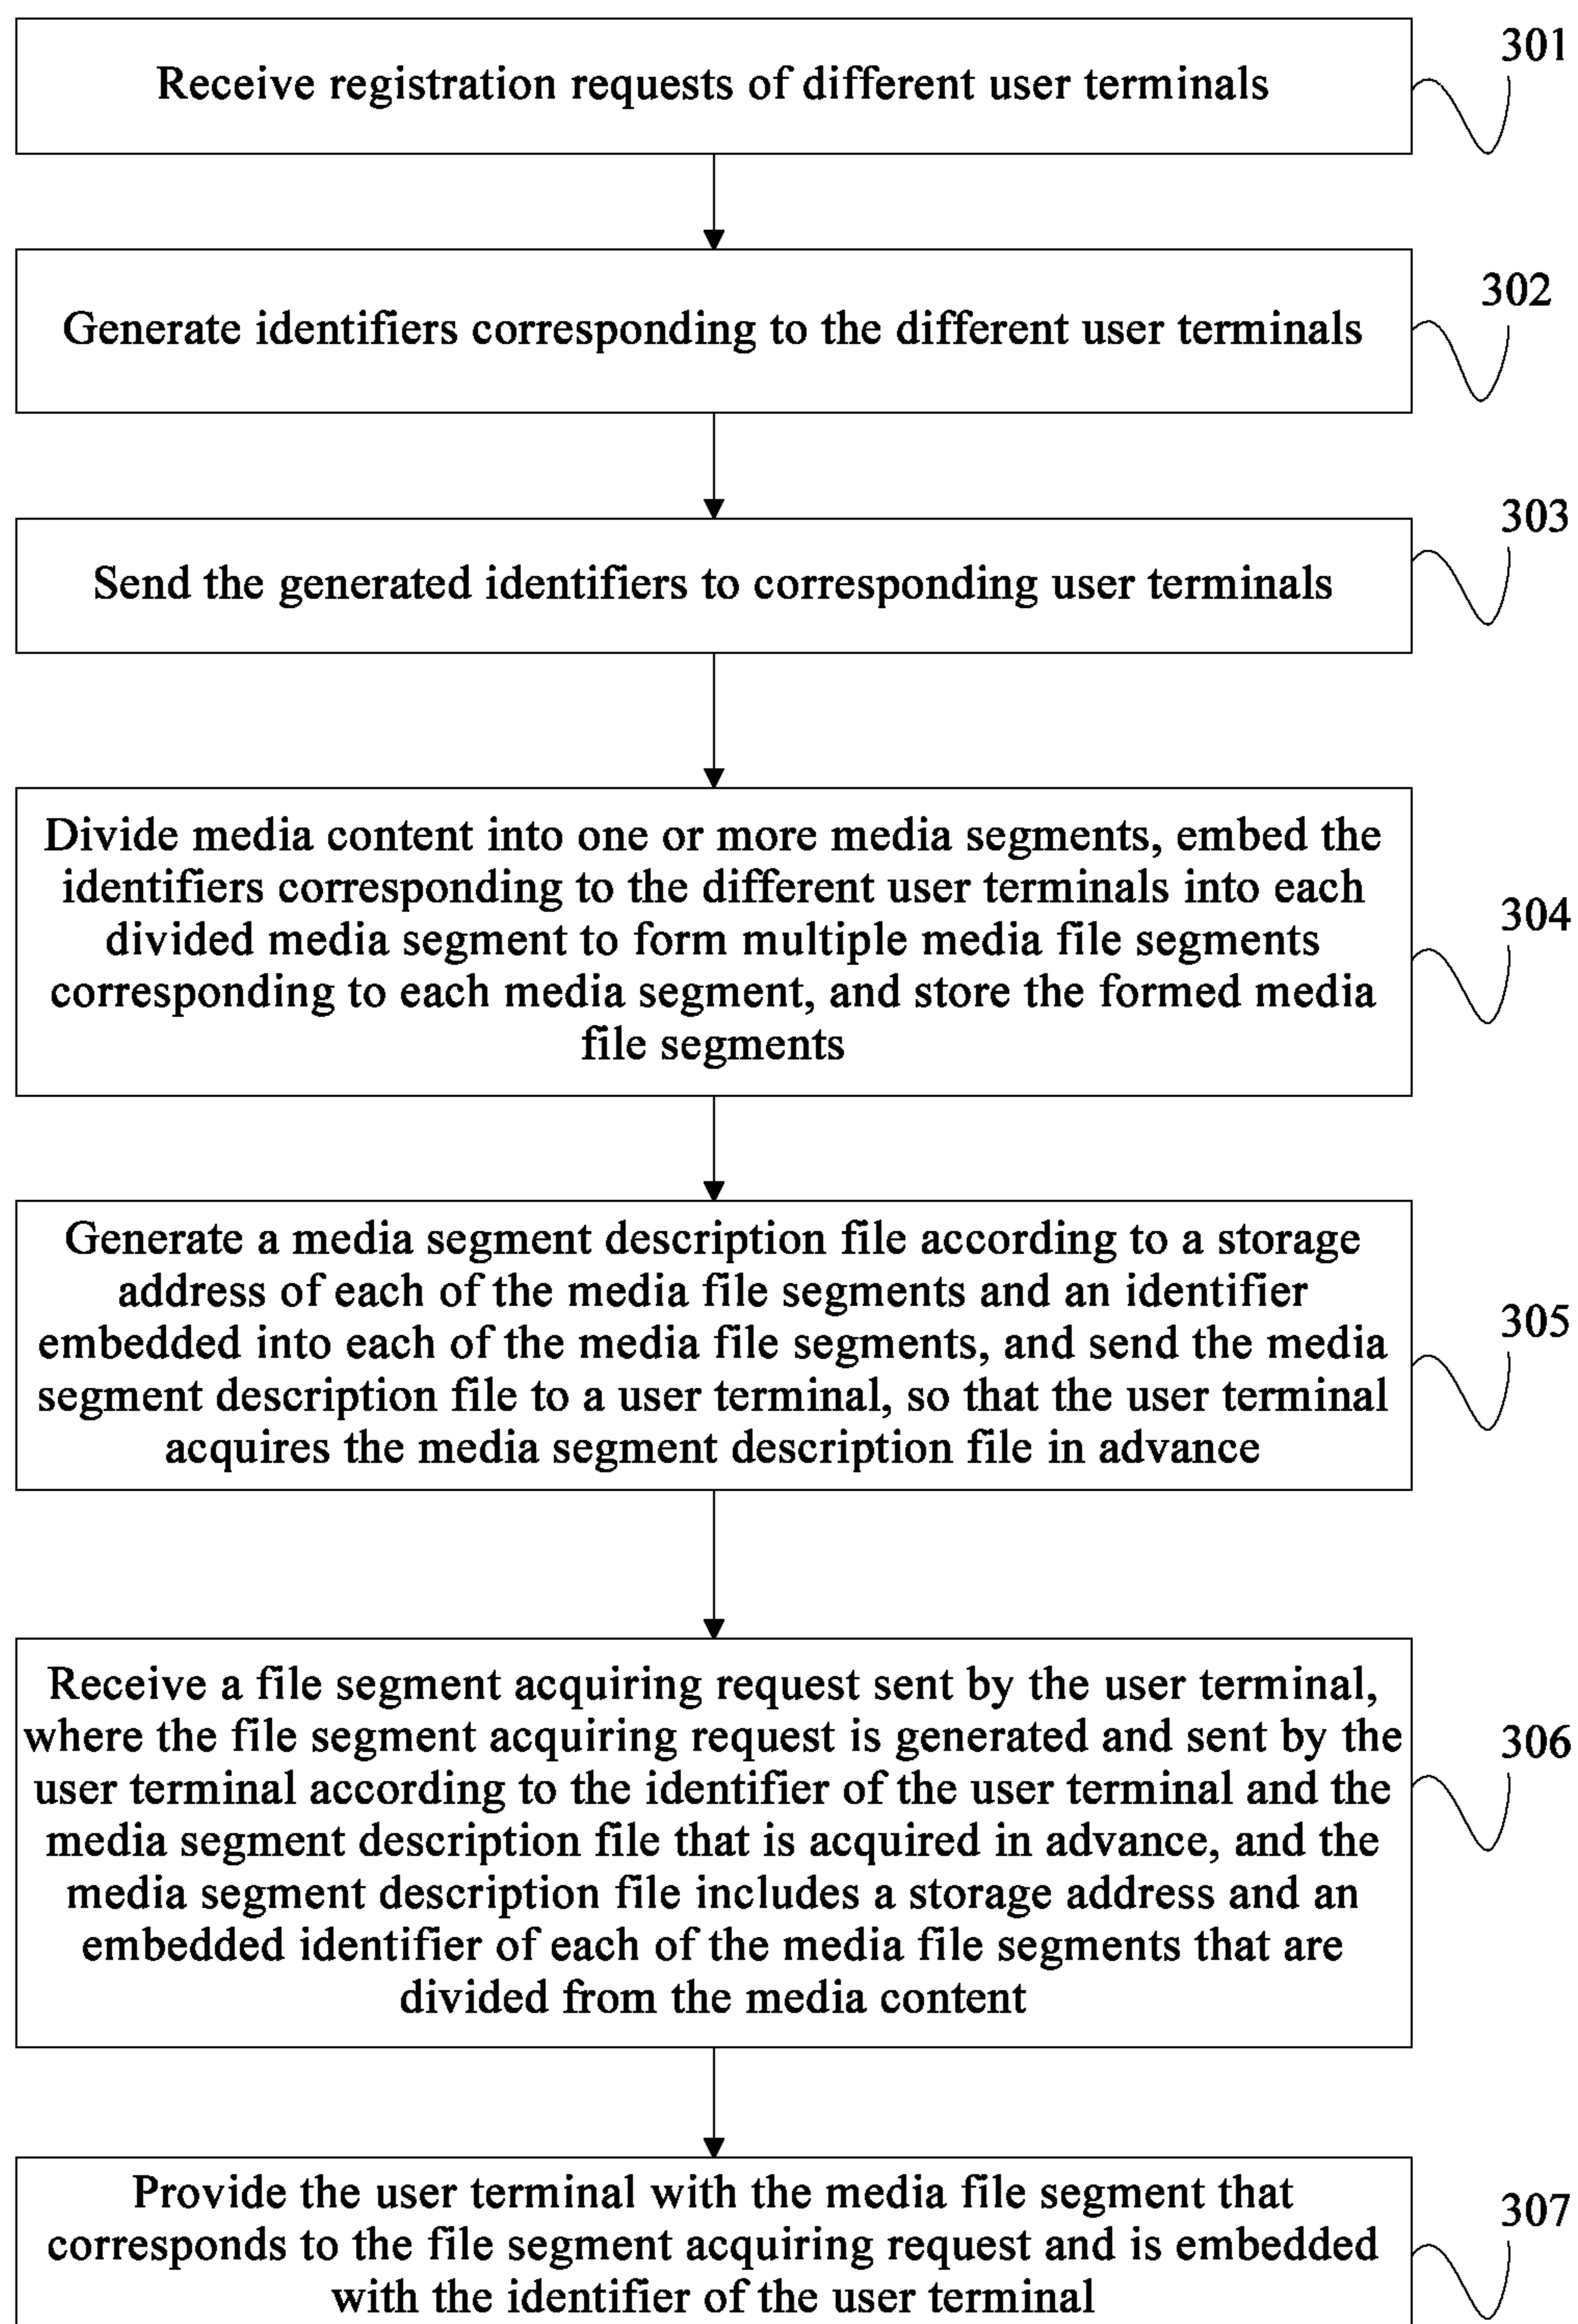 301
Receive registration requests of different user terminals
302
Generate identifiers corresponding to the different user terminals
303
Send the generated identifiers to corresponding user terminals
Divide media content into one or more media segments, embed the
identifiers corresponding to the different user terminals into each
divided media segment to form multiple media file segments
corresponding to each media segment, and store the formed media
file segments
304
Generate a media segment description file according to a storage
address of each of the media file segments and an identifier
embedded into each of the media file segments, and send the media
segment description file to a user terminal, so that the user terminal
acquires the media segment description file in advance
305
Receive a file segment acquiring request sent by the user terminal,
where the file segment acquiring request is generated and sent by the
user terminal according to the identifier of the user terminal and the
media segment description file that is acquired in advance, and the
media segment description file includes a storage address and an
embedded identifier of each of the media file segments that are
divided from the media content
306
Provide the user terminal with the media file segment that
corresponds to the file segment acquiring request and is embedded
with the identifier of the user terminal
307